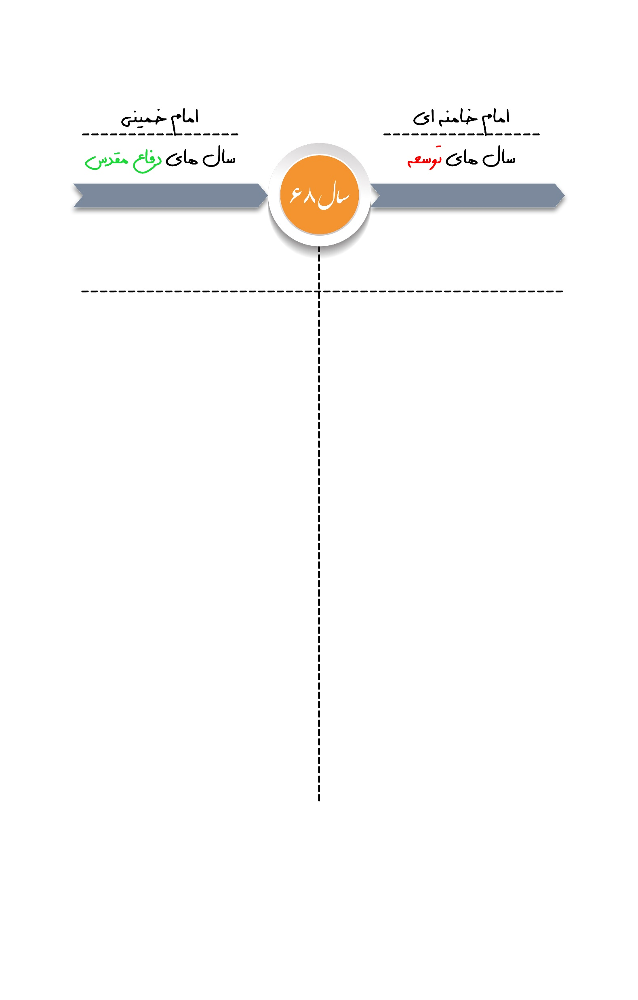 امام خامنه ای
سال های توسعه
امام خمینی
سال های دفاع مقدس
سال ۶۸